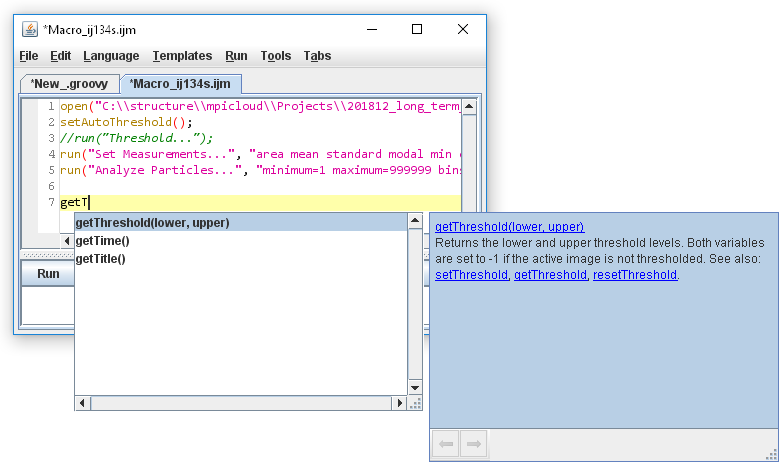 *Macro_ij134s.ijm
File Edit Language Templates Run Tools Tabs
*New_.groovy *Macro_ij134s.ijm
1 open("C:\\structure\\mpicloud\\Projects\\201812_long_term_
2 setAutoThreshold();
3 //run("Threshold...");
4 run("Set Measurements...", "area mean standard modal min
5 run("Analyze Particles...", "minimum=1 maximum=999999 bins
6
7 getT
getThreshold(lower, upper)
getTime()
getTitle()
Run
getThreshold(lower, upper)
Returns the lower and upper threshold levels. Both variables
are set to -1 if the active image is not thresholded. See also:
setThreshold, getThreshold, resetThreshold.